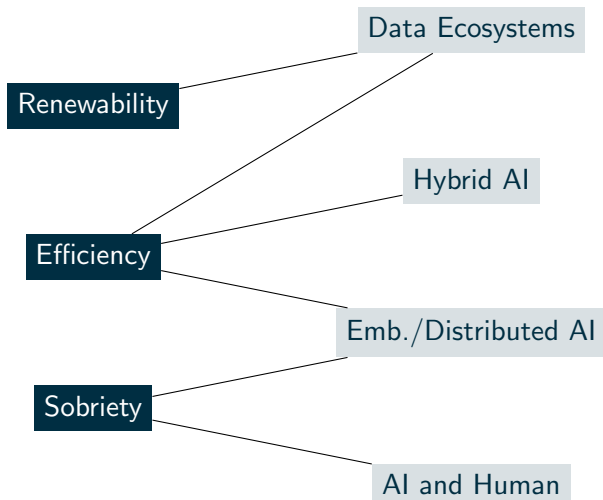 Data Ecosystems
Renewability
Hybrid AI
Efficiency
Emb./Distributed AI
Sobriety
AI and Human